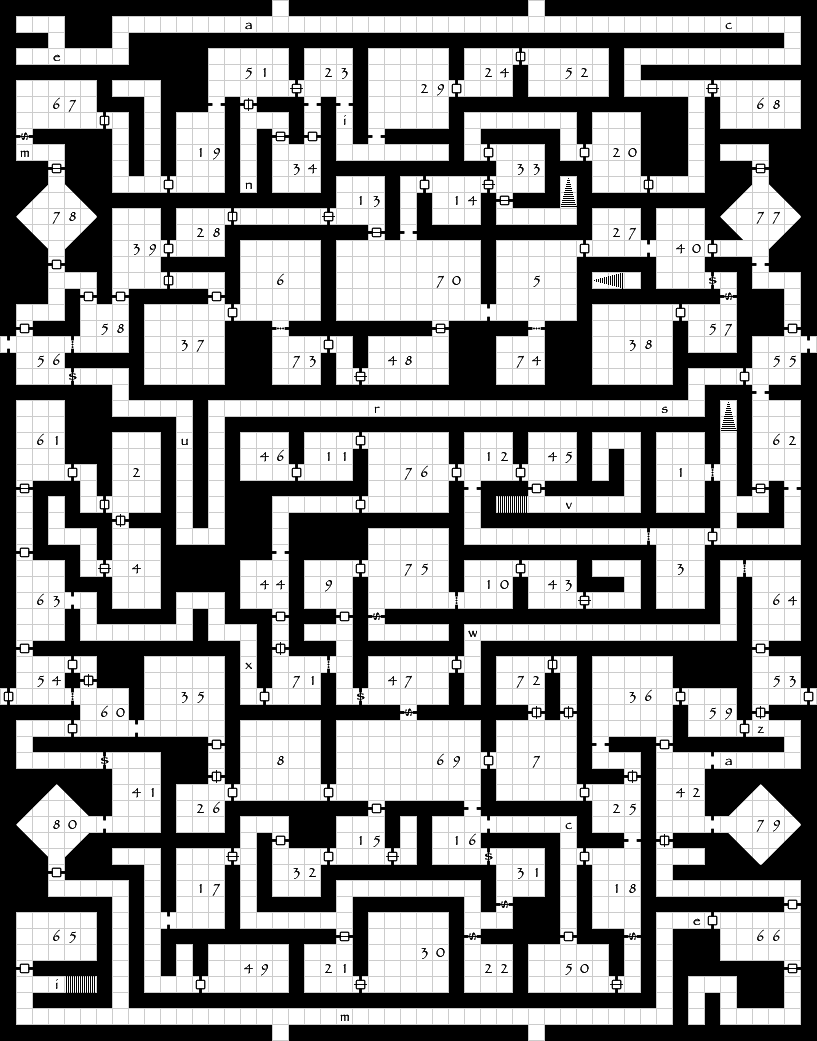 a c
e
51 23 24 52
29
67 68
i
m 19 34 33 20
78 n 13 14 77
28 27
39 40
6 70 5
58 57
37 38
56 73 48 74 55
r s
61 u 62
46 11 12 45
2 76 1
v
4 75 3
44 9 10 43
63 64
w
x
54 71 47 72 53
35 36
60 59
z
8 69 7 a
41 42
26 25
80 c 79
15 16
32 31
17 18
e
65 66
30
49 21 22 50
i
m